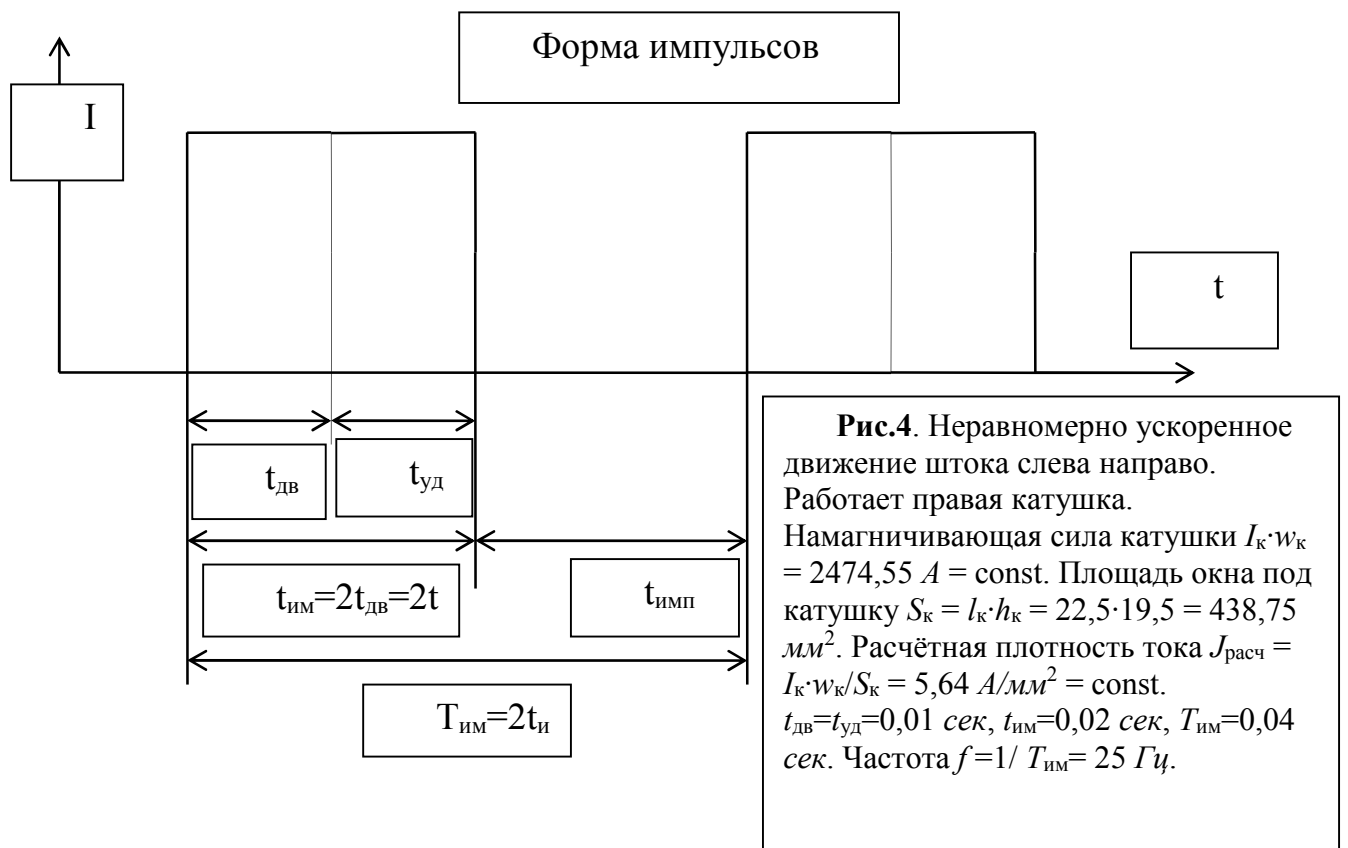 Форма импульсов
I
t
t_дв
t_уд
t_им=2t_дв=2t
t_имп
T_им=2t_и
Рис.4. Неравномерно ускоренное
движение штока слева направо.
Работает правая катушка.
Намагничивающая сила катушки I_к·w_к
= 2474,55 А = const. Площадь окна под
катушку S_к = l_к·h_к = 22,5·19,5 = 438,75
мм². Расчётная плотность тока J_расч =
I_к·w_к/S_к = 5,64 А/мм² = const.
t_дв=t_уд=0,01 сек, t_им=0,02 сек, T_им=0,04
сек. Частота f =1/ T_им= 25 Гц.